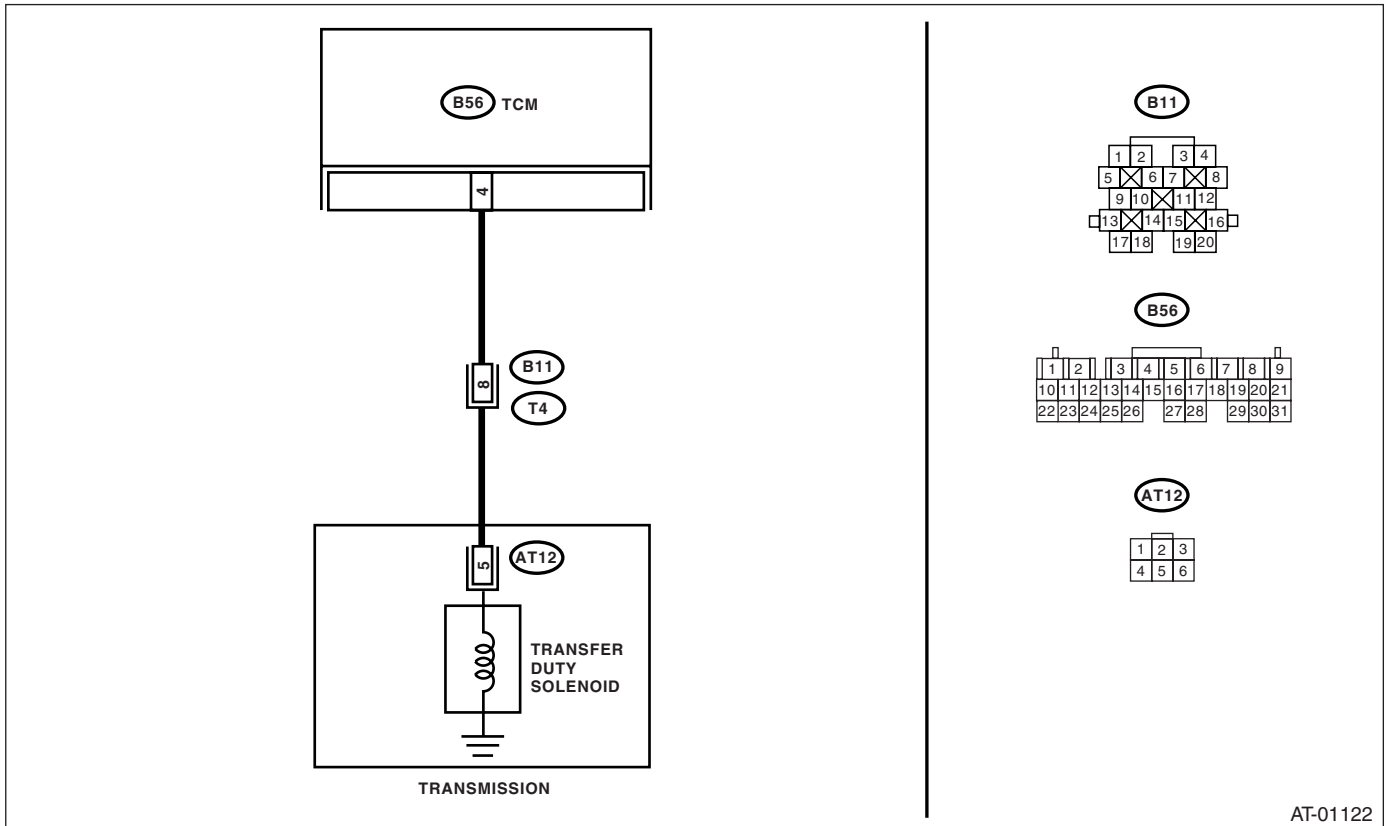 B56 TCM
4
8
B11
T4
5
AT12
TRANSFER
DUTY
SOLENOID
TRANSMISSION
B11
1 2 3 4
5 6 7 8
9 10 11 12
13 14 15 16
17 18 19 20
B56
1 2 3 4 5 6 7 8 9
10 11 12 13 14 15 16 17 18 19 20 21
22 23 24 25 26 27 28 29 30 31
AT12
1 2 3
4 5 6
AT-01122